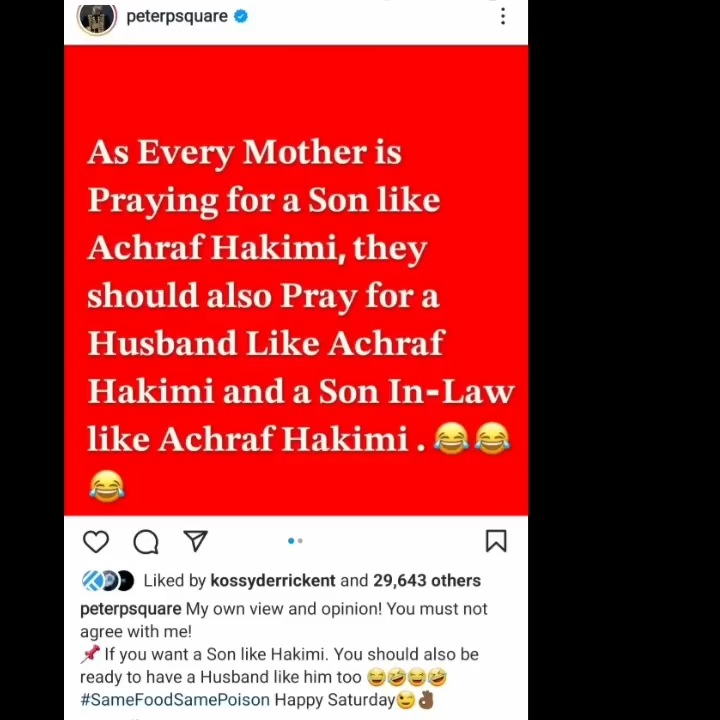 peterpsquare
As Every Mother is
Praying for a Son like
Achraf Hakimi, they
should also Pray for a
Husband Like Achraf
Hakimi and a Son In-Law
like Achraf Hakimi . 😂😂
😂
Liked by kossyderrickent and 29,643 others
peterpsquare My own view and opinion! You must not
agree with me!
📌 If you want a Son like Hakimi. You should also be
ready to have a Husband like him too 😂🤣😂🤣
#SameFoodSamePoison Happy Saturday😉👌🏾